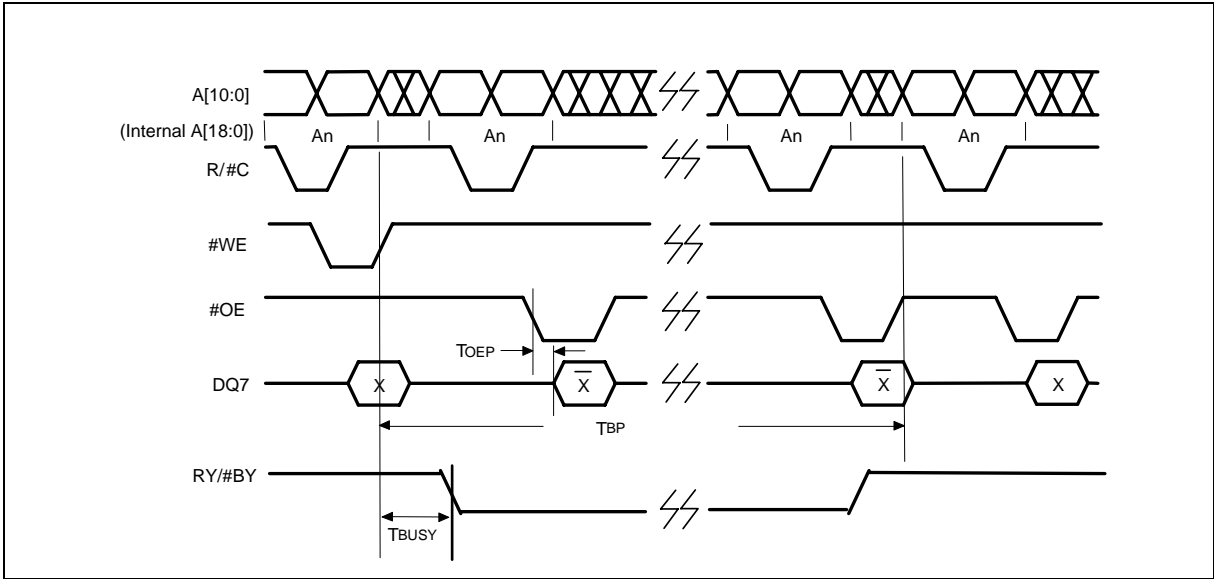 A[10:0]
(Internal A[18:0]) An An An An
R/#C
#WE
#OE
TOEP
DQ7 X X̅ X̅ X
TBP
RY/#BY
TBUSY